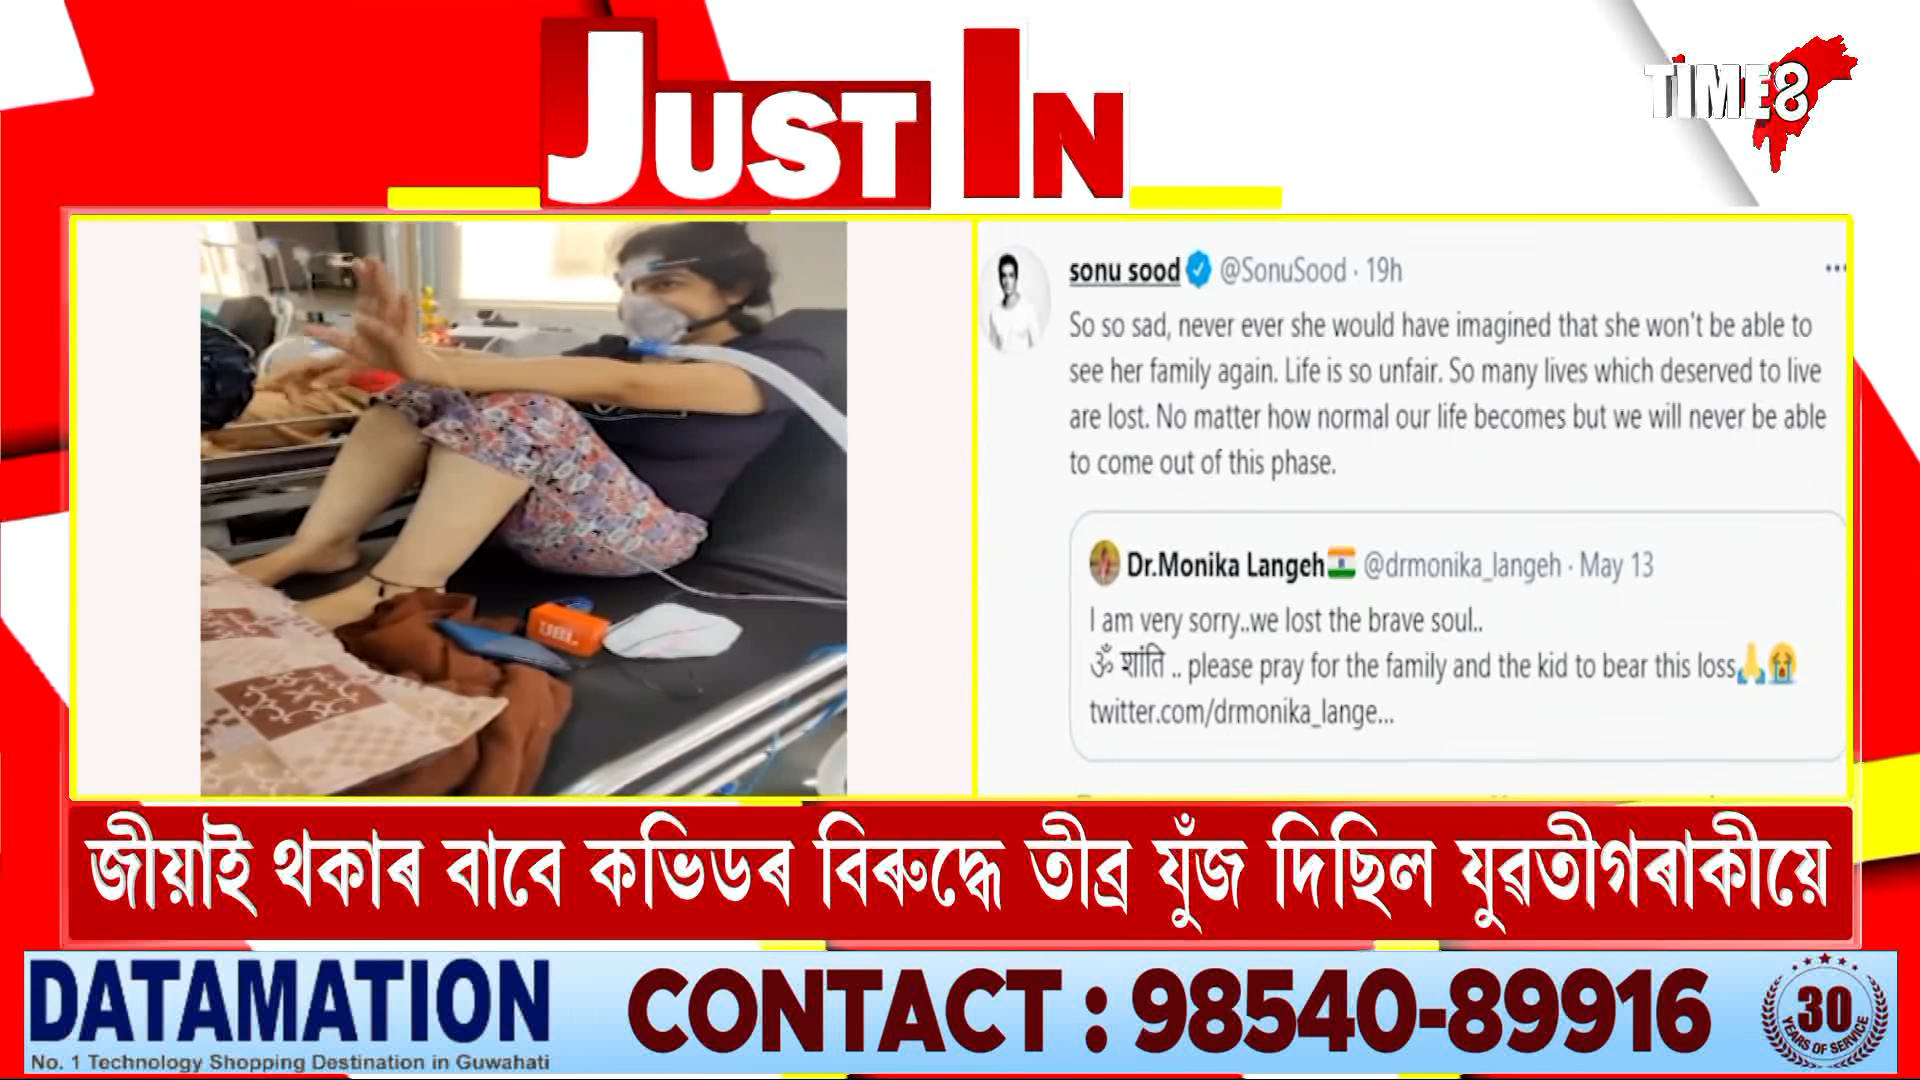 JUST IN
TIME8
sonu sood @SonuSood · 19h
So so sad, never ever she would have imagined that she won't be able to
see her family again. Life is so unfair. So many lives which deserved to live
are lost. No matter how normal our life becomes but we will never be able
to come out of this phase.
Dr.Monika Langeh🇮🇳 @drmonika_langeh · May 13
I am very sorry..we lost the brave soul..
ॐ शांति .. please pray for the family and the kid to bear this loss🙏😭
twitter.com/drmonika_lange...
JBL
জীয়াই থকাৰ বাবে কভিডৰ বিৰুদ্ধে তীব্ৰ যুঁজ দিছিল যুৱতীগৰাকীয়ে
DATAMATION
No. 1 Technology Shopping Destination in Guwahati
CONTACT : 98540-89916
30
YEARS OF SERVICE